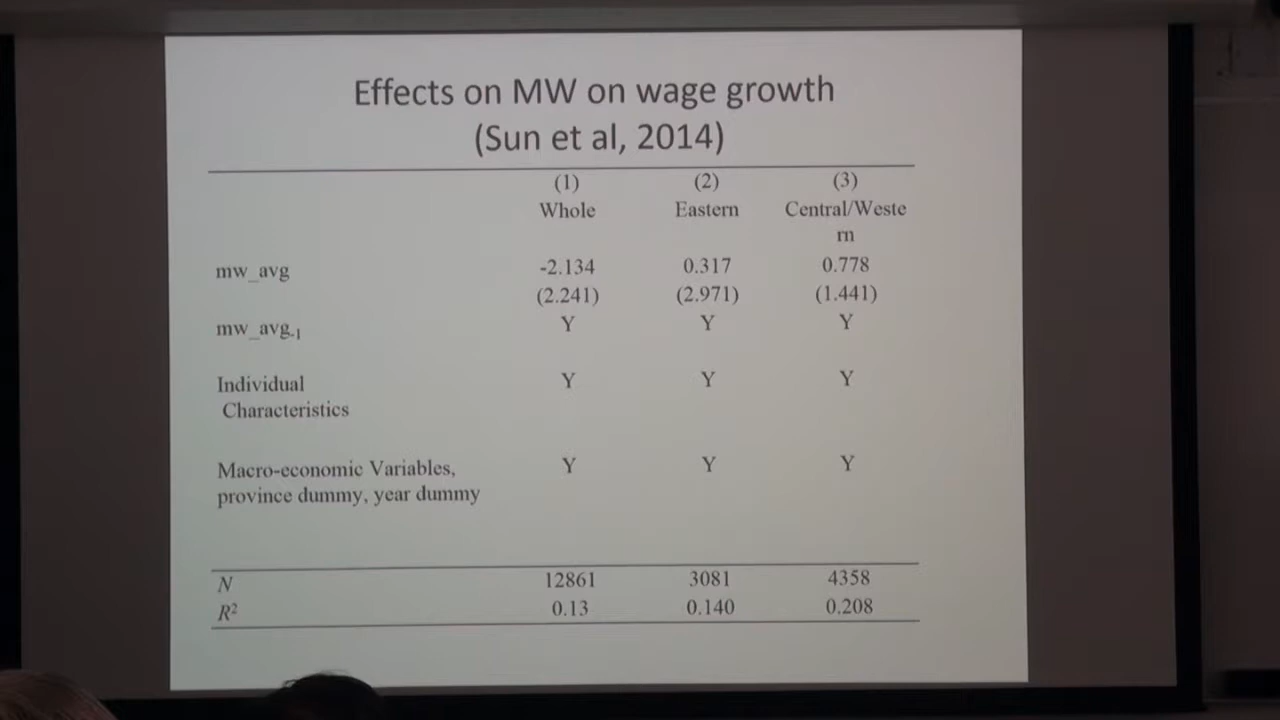 Effects on MW on wage growth
(Sun et al, 2014)
(1) (2) (3)
Whole Eastern Central/Weste
rn
mw_avg -2.134 0.317 0.778
(2.241) (2.971) (1.441)
mw_avg-1 Y Y Y
Individual Y Y Y
Characteristics
Macro-economic Variables, Y Y Y
province dummy, year dummy
N 12861 3081 4358
R² 0.13 0.140 0.208